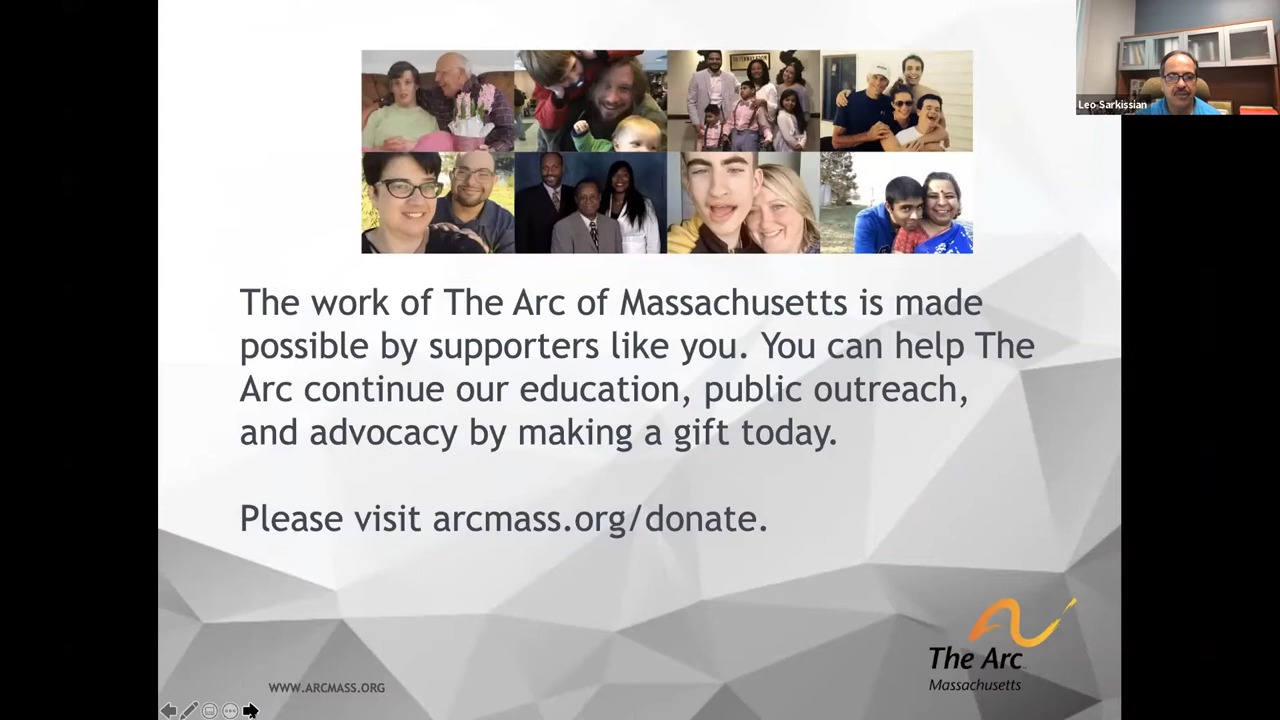 Leo Sarkissian
The work of The Arc of Massachusetts is made
possible by supporters like you. You can help The
Arc continue our education, public outreach,
and advocacy by making a gift today.
Please visit arcmass.org/donate.
The Arc
Massachusetts
WWW.ARCMASS.ORG